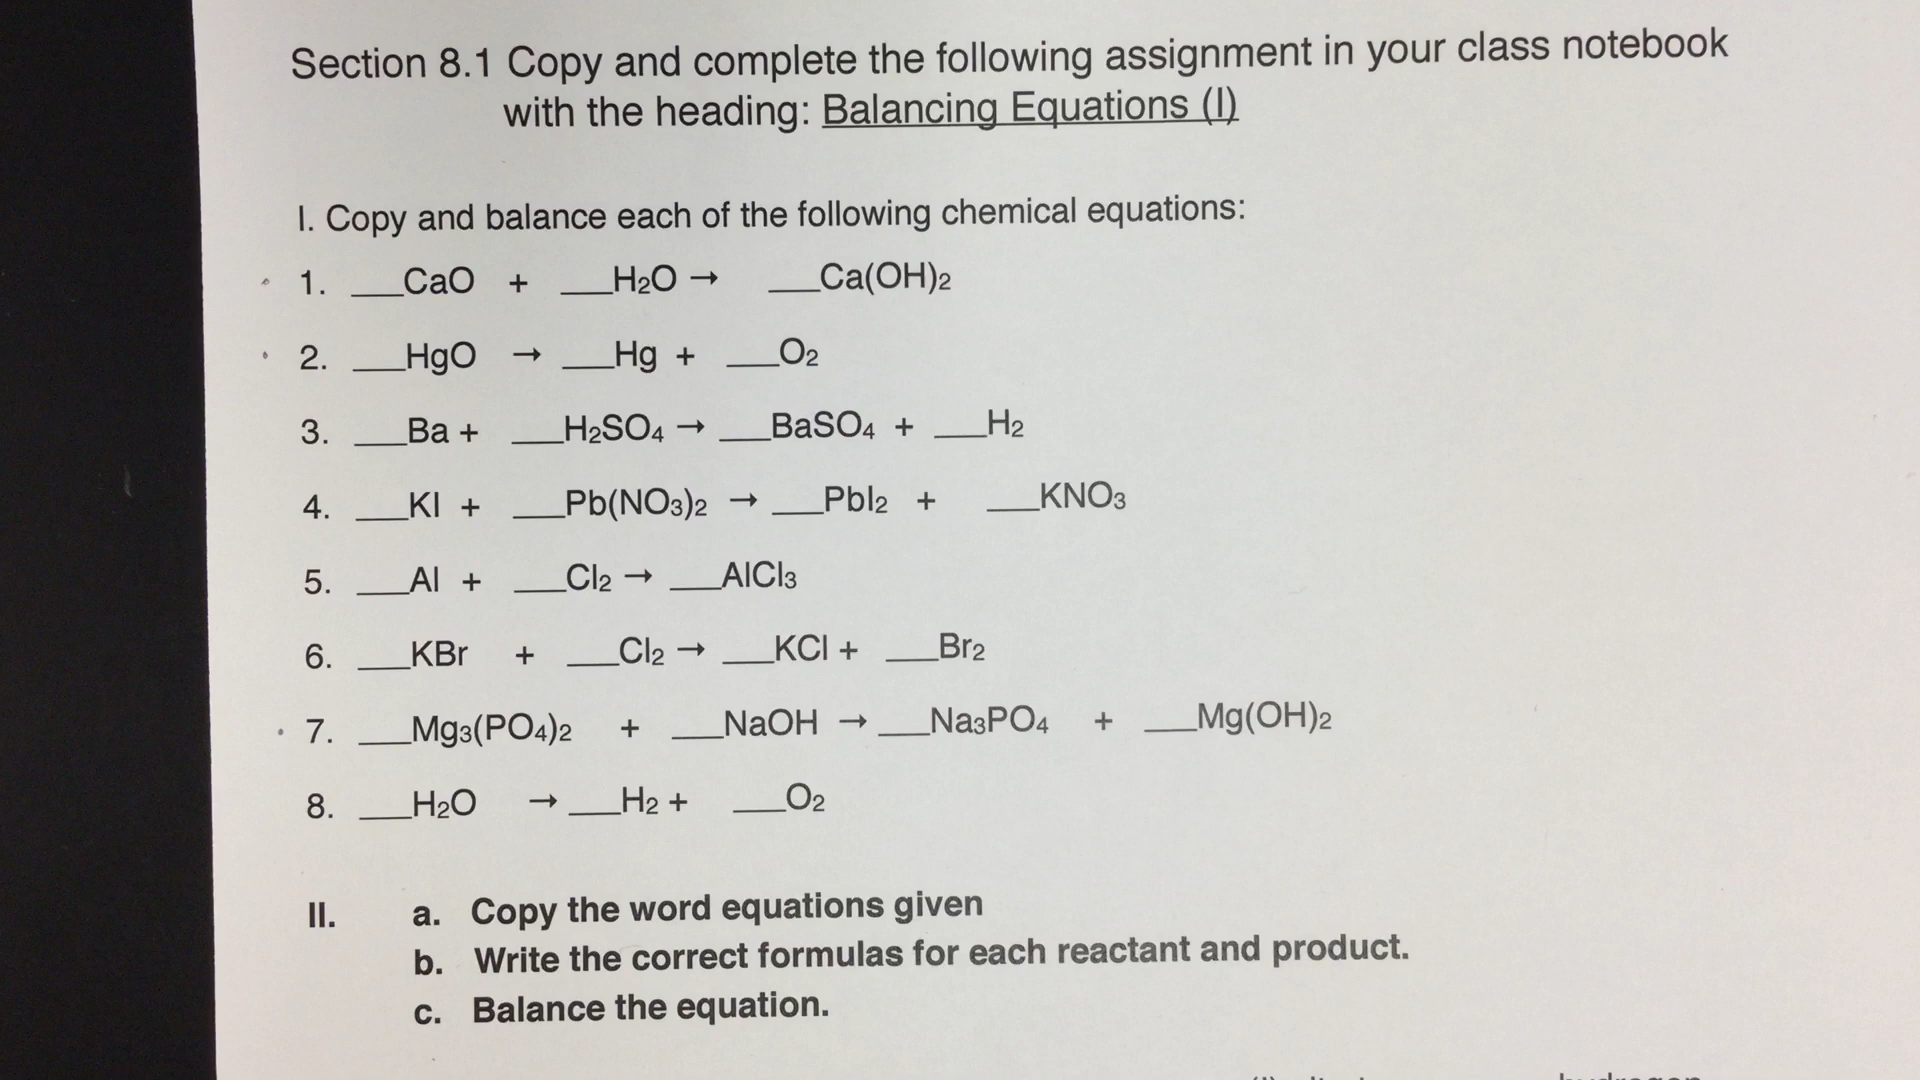 Section 8.1 Copy and complete the following assignment in your class notebook
with the heading: Balancing Equations (I)
I. Copy and balance each of the following chemical equations:
1. ___CaO + ___H2O → ___Ca(OH)2
2. ___HgO → ___Hg + ___O2
3. ___Ba + ___H2SO4 → ___BaSO4 + ___H2
4. ___KI + ___Pb(NO3)2 → ___PbI2 + ___KNO3
5. ___Al + ___Cl2 → ___AlCl3
6. ___KBr + ___Cl2 → ___KCl + ___Br2
7. ___Mg3(PO4)2 + ___NaOH → ___Na3PO4 + ___Mg(OH)2
8. ___H2O → ___H2 + ___O2
II. a. Copy the word equations given
b. Write the correct formulas for each reactant and product.
c. Balance the equation.